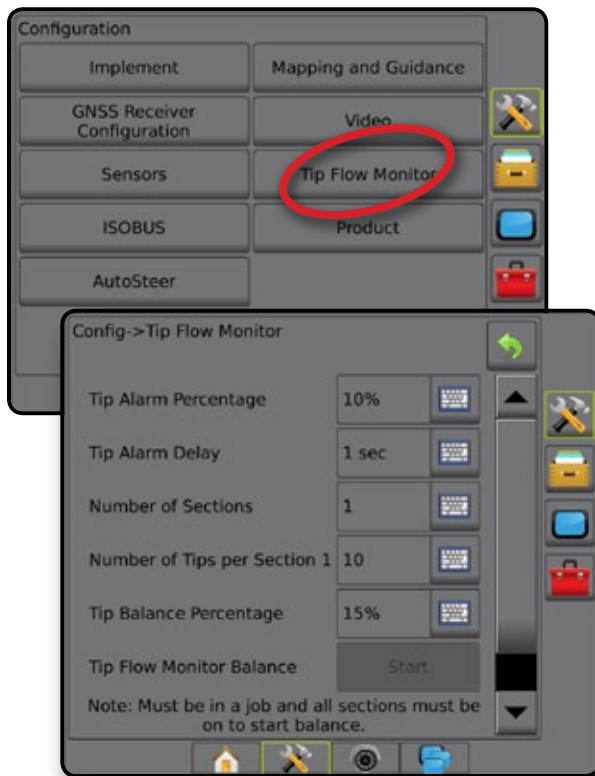 Configuration
Implement
Mapping and Guidance
GNSS Receiver
Configuration
Video
Sensors
Tip Flow Monitor
ISOBUS
Product
AutoSteer
Config->Tip Flow Monitor
Tip Alarm Percentage
10%
Tip Alarm Delay
1 sec
Number of Sections
1
Number of Tips per Section 1
10
Tip Balance Percentage
15%
Tip Flow Monitor Balance
Start
Note: Must be in a job and all sections must be
on to start balance.